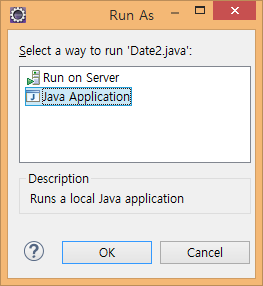 Run As
Select a way to run 'Date2.java':
Run on Server
Java Application
Description
Runs a local Java application
OK
Cancel